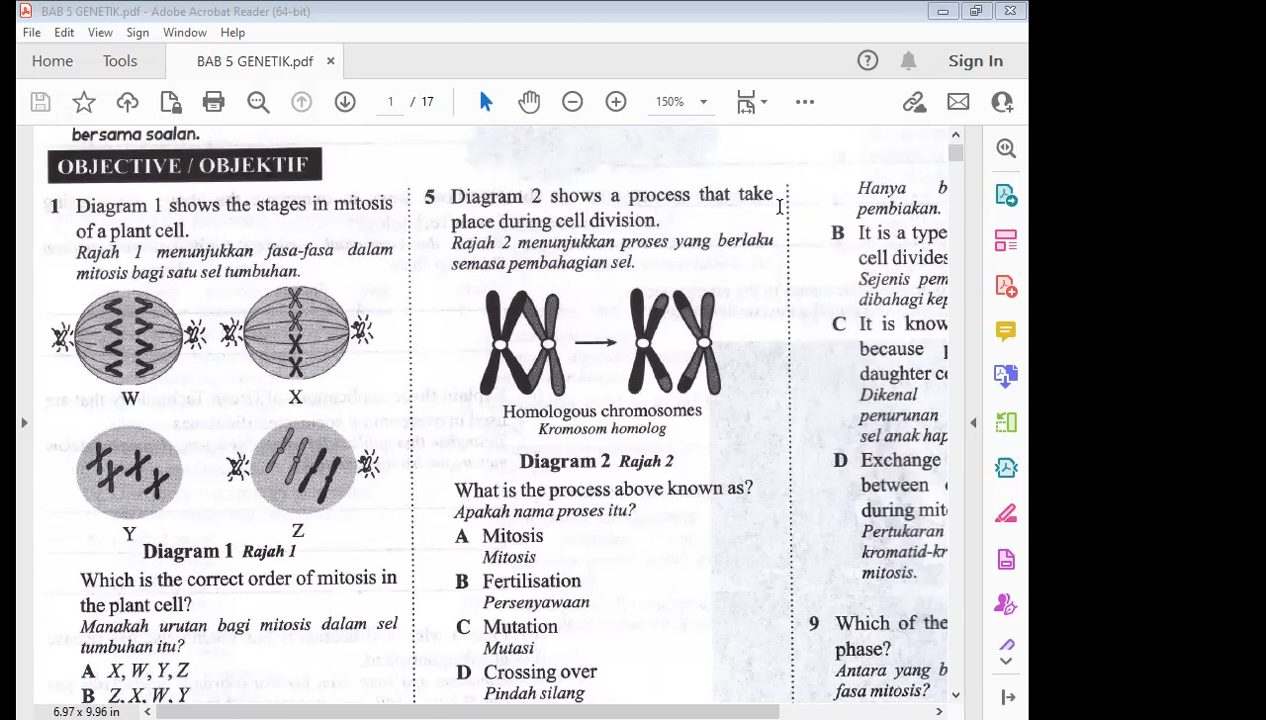 BAB 5 GENETIK.pdf - Adobe Acrobat Reader (64-bit)
File Edit View Sign Window Help
Home Tools BAB 5 GENETIK.pdf × Sign In
1 / 17 150%
bersama soalan.
OBJECTIVE / OBJEKTIF
1 Diagram 1 shows the stages in mitosis
of a plant cell.
Rajah 1 menunjukkan fasa-fasa dalam
mitosis bagi satu sel tumbuhan.
W X
Y Z
Diagram 1 Rajah 1
Which is the correct order of mitosis in
the plant cell?
Manakah urutan bagi mitosis dalam sel
tumbuhan itu?
A X, W, Y, Z
B Z, X, W, Y
5 Diagram 2 shows a process that take
place during cell division.
Rajah 2 menunjukkan proses yang berlaku
semasa pembahagian sel.
Homologous chromosomes
Kromosom homolog
Diagram 2 Rajah 2
What is the process above known as?
Apakah nama proses itu?
A Mitosis
Mitosis
B Fertilisation
Persenyawaan
C Mutation
Mutasi
D Crossing over
Pindah silang
Hanya b
pembiakan.
B It is a type
cell divides
Sejenis pem
dibahagi kep
C It is know
because
daughter ce
Dikenal
penurunan
sel anak hap
D Exchange
between
during mit
Pertukaran
kromatid-kr
mitosis.
9 Which of the
phase?
Antara yang b
fasa mitosis?
6.97 x 9.96 in